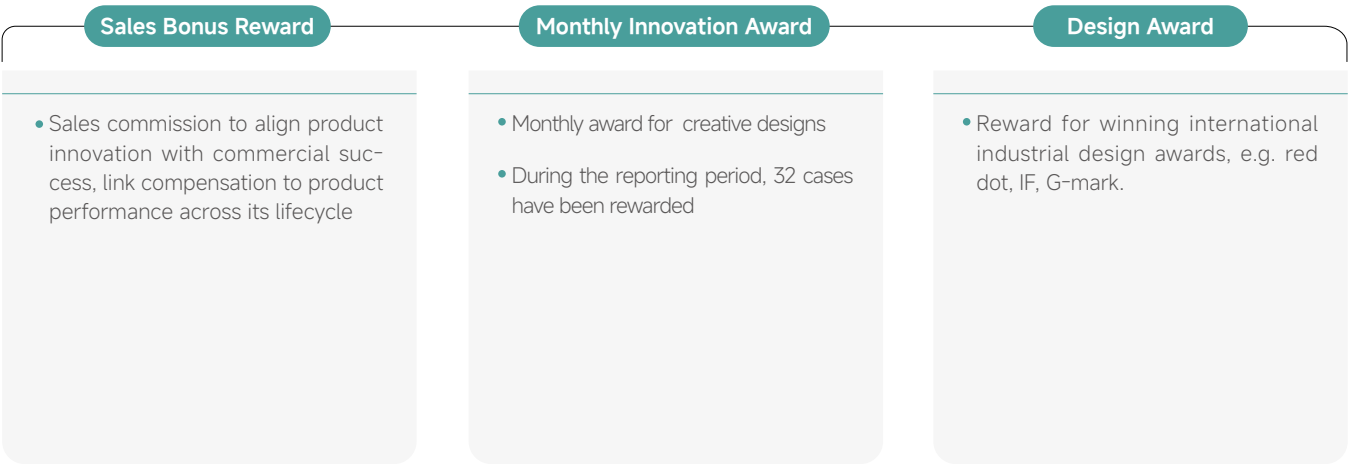 Sales Bonus Reward
Monthly Innovation Award
Design Award
• Sales commission to align product
innovation with commercial suc-
cess, link compensation to product
performance across its lifecycle
• Monthly award for creative designs
• During the reporting period, 32 cases
have been rewarded
• Reward for winning international
industrial design awards, e.g. red
dot, IF, G-mark.